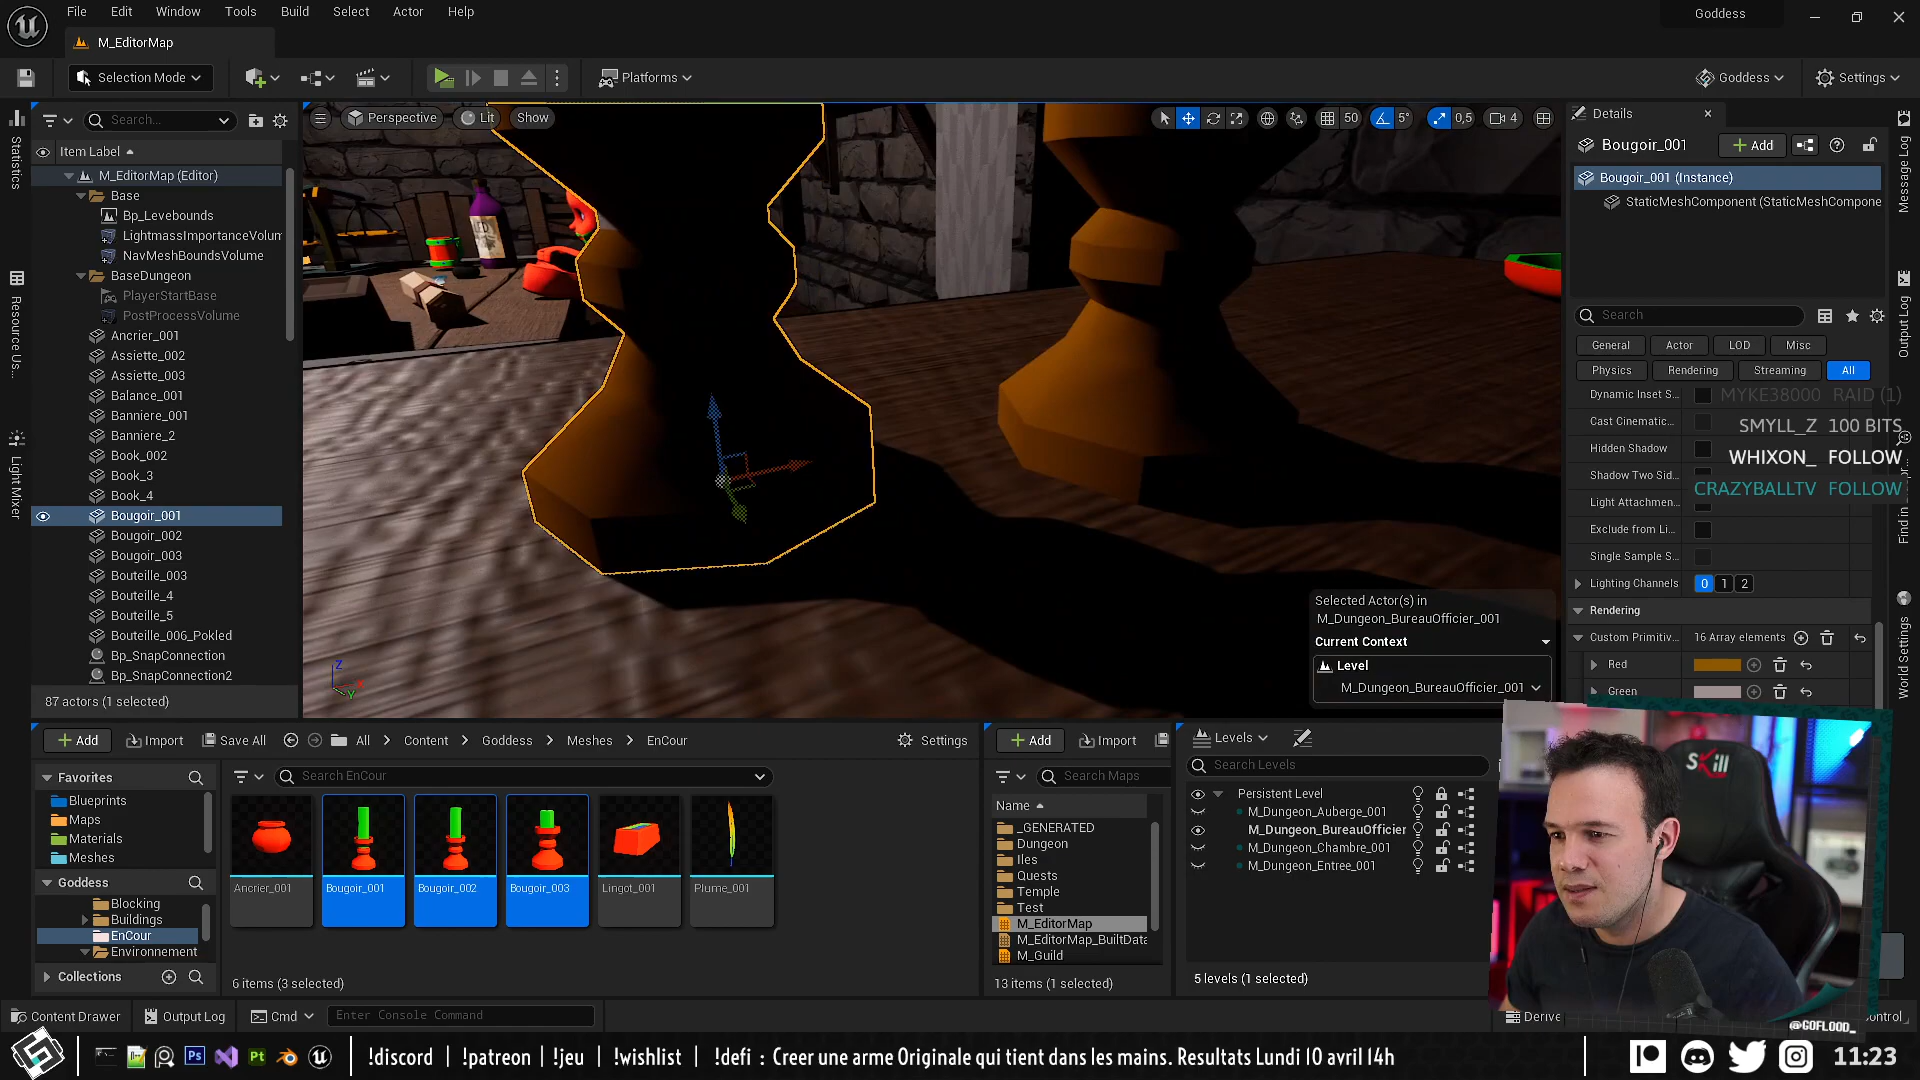 File Edit Window Tools Build Select Actor Help
Goddess
M_EditorMap
Selection Mode
Platforms
Goddess
Settings
Statistics
Resource Us...
Light Mixer
Search...
Item Label
M_EditorMap (Editor)
Base
Bp_Levebounds
LightmassImportanceVolum
NavMeshBoundsVolume
BaseDungeon
PlayerStartBase
PostProcessVolume
Ancrier_001
Assiette_002
Assiette_003
Balance_001
Banniere_001
Banniere_2
Book_002
Book_3
Book_4
Bougoir_001
Bougoir_002
Bougoir_003
Bouteille_003
Bouteille_4
Bouteille_5
Bouteille_006_Pokled
Bp_SnapConnection
Bp_SnapConnection2
87 actors (1 selected)
Perspective
Lit
Show
50
5°
0,5
4
Z
Y
Selected Actor(s) in
M_Dungeon_BureauOfficier_001
Current Context
Level
M_Dungeon_BureauOfficier_001
Details
Bougoir_001
Add
Bougoir_001 (Instance)
StaticMeshComponent (StaticMeshCompone
Search
General Actor LOD Misc
Physics Rendering Streaming All
Dynamic Inset S...
Cast Cinematic...
Hidden Shadow
Shadow Two Sid...
Light Attachmen...
Exclude from Li...
Single Sample S...
Lighting Channels 0 1 2
Rendering
Custom Primitiv... 16 Array elements
Red
Green
MYKE38000 RAID (1)
SMYLL_Z 100 BITS
WHIXON_ FOLLOW
CRAZYBALLTV FOLLOW
Message Log
Output Log
Find in
World Settings
Add
Import
Save All
All
Content
Goddess
Meshes
EnCour
Settings
Favorites
Blueprints
Maps
Materials
Meshes
Goddess
Blocking
Buildings
EnCour
Environnement
Collections
Search EnCour
Ancrier_001
Bougoir_001
Bougoir_002
Bougoir_003
Lingot_001
Plume_001
6 items (3 selected)
Add
Import
Search Maps
Name
_GENERATED
Dungeon
Iles
Quests
Temple
Test
M_EditorMap
M_EditorMap_BuiltData
M_Guild
13 items (1 selected)
Levels
Search Levels
Persistent Level
M_Dungeon_Auberge_001
M_Dungeon_BureauOfficier
M_Dungeon_Chambre_001
M_Dungeon_Entree_001
5 levels (1 selected)
SKILL
@GOFLOOD_
Content Drawer
Output Log
Cmd
Enter Console Command
Derive
ontrol
Ps
Pt
!discord | !patreon | !jeu | !wishlist | !defi : Creer une arme Originale qui tient dans les mains. Resultats Lundi 10 avril 14h
11:23